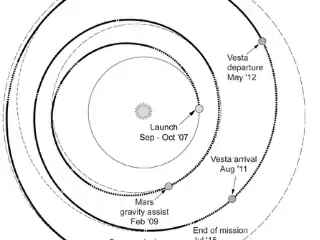 Vesta
departure
May '12
Launch
Sep - Oct '07
Vesta arrival
Aug '11
Mars
gravity assist
Feb '09
End of mission